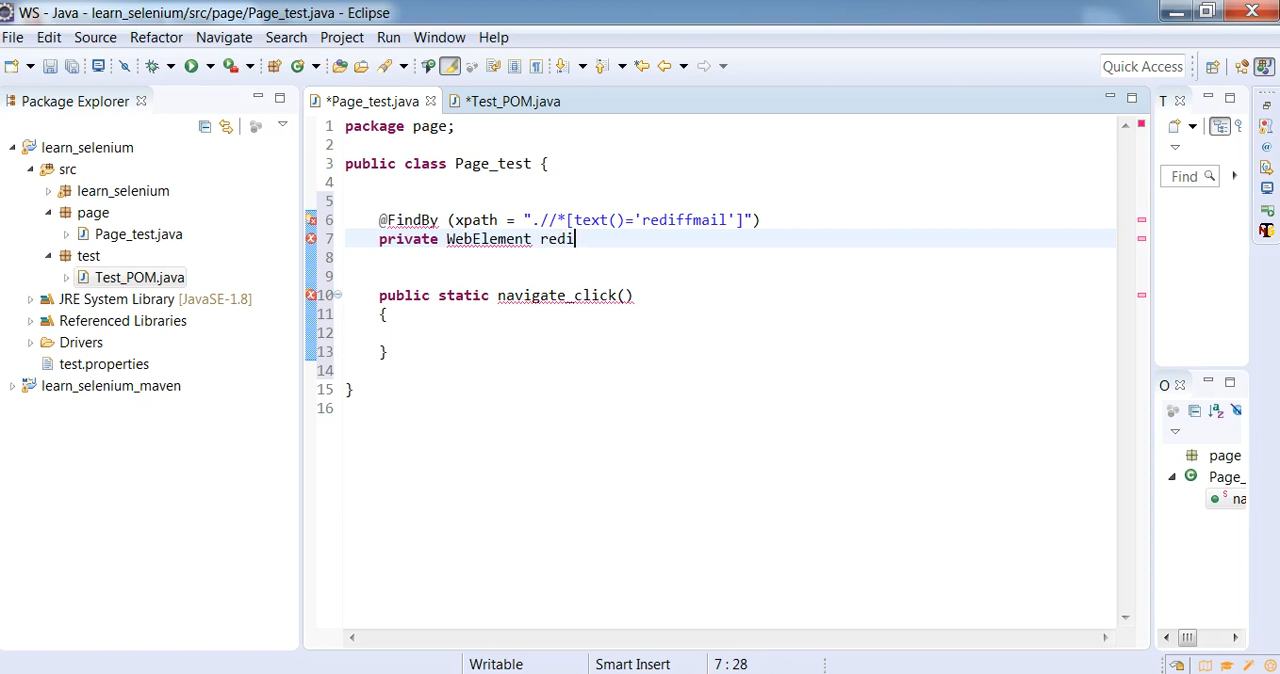 WS - Java - learn_selenium/src/page/Page_test.java - Eclipse
File Edit Source Refactor Navigate Search Project Run Window Help
Quick Access
Package Explorer
learn_selenium
src
learn_selenium
page
Page_test.java
test
Test_POM.java
JRE System Library [JavaSE-1.8]
Referenced Libraries
Drivers
test.properties
learn_selenium_maven
*Page_test.java *Test_POM.java
1 package page;
2
3 public class Page_test {
4
5
6 @FindBy (xpath = ".//*[text()='rediffmail']")
7 private WebElement redi
8
9
10 public static navigate_click()
11 {
12
13 }
14
15 }
16
T
Find
O
page
Page_
na
Writable Smart Insert 7 : 28